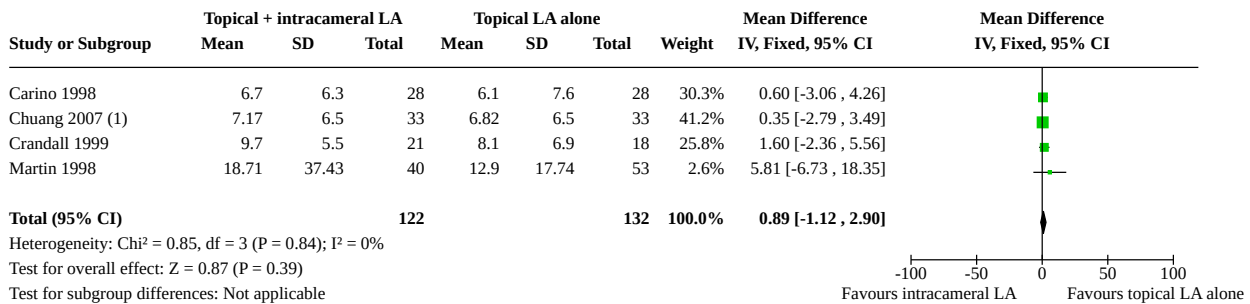 Topical + intracameral LA Topical LA alone Mean Difference Mean Difference
Study or Subgroup Mean SD Total Mean SD Total Weight IV, Fixed, 95% CI IV, Fixed, 95% CI
Carino 1998 6.7 6.3 28 6.1 7.6 28 30.3% 0.60 [-3.06 , 4.26]
Chuang 2007 (1) 7.17 6.5 33 6.82 6.5 33 41.2% 0.35 [-2.79 , 3.49]
Crandall 1999 9.7 5.5 21 8.1 6.9 18 25.8% 1.60 [-2.36 , 5.56]
Martin 1998 18.71 37.43 40 12.9 17.74 53 2.6% 5.81 [-6.73 , 18.35]
Total (95% CI) 122 132 100.0% 0.89 [-1.12 , 2.90]
Heterogeneity: Chi² = 0.85, df = 3 (P = 0.84); I² = 0%
Test for overall effect: Z = 0.87 (P = 0.39)
-100 -50 0 50 100
Test for subgroup differences: Not applicable
Favours intracameral LA Favours topical LA alone